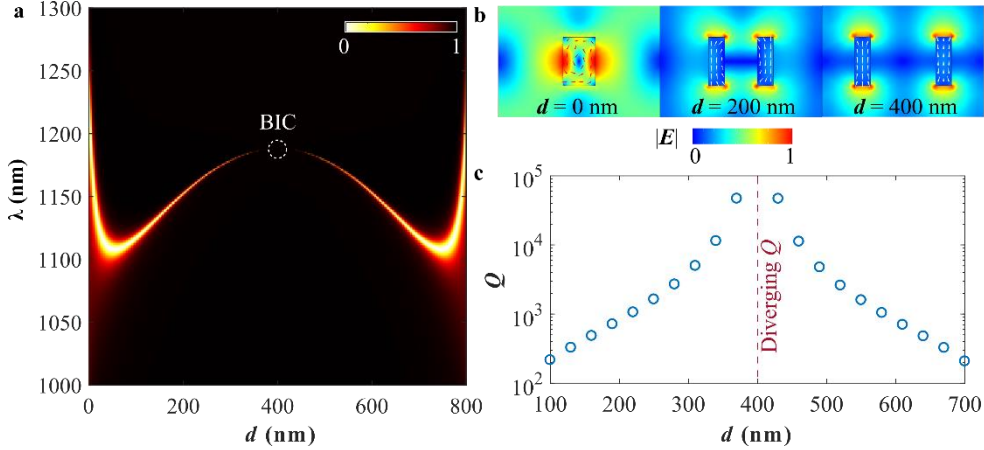 a
0
1
BIC
λ (nm)
1300
1250
1200
1150
1100
1050
1000
0
200
400
600
800
d (nm)
b
d = 0 nm
d = 200 nm
d = 400 nm
|E|
0
1
c
Q
10^5
10^4
10^3
10^2
Diverging Q
100
200
300
400
500
600
700
d (nm)